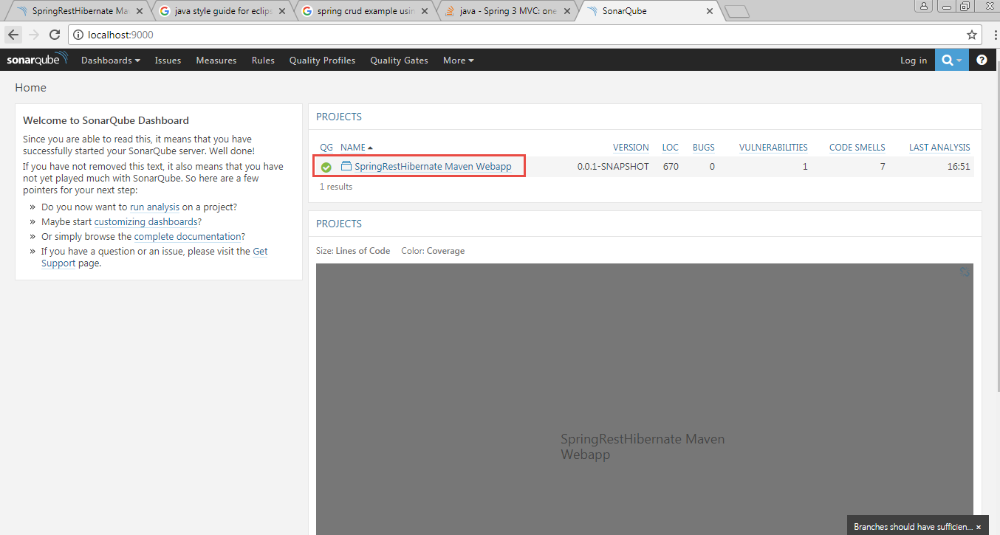 SpringRestHibernate Ma
java style guide for eclips
spring crud example usin
java - Spring 3 MVC: one
SonarQube
localhost:9000
sonarqube Dashboards Issues Measures Rules Quality Profiles Quality Gates More Log in
Home
Welcome to SonarQube Dashboard
Since you are able to read this, it means that you have
successfully started your SonarQube server. Well done!
If you have not removed this text, it also means that you have
not yet played much with SonarQube. So here are a few
pointers for your next step:
» Do you now want to run analysis on a project?
» Maybe start customizing dashboards?
» Or simply browse the complete documentation?
» If you have a question or an issue, please visit the Get
Support page.
PROJECTS
QG NAME VERSION LOC BUGS VULNERABILITIES CODE SMELLS LAST ANALYSIS
SpringRestHibernate Maven Webapp 0.0.1-SNAPSHOT 670 0 1 7 16:51
1 results
PROJECTS
Size: Lines of Code Color: Coverage
SpringRestHibernate Maven
Webapp
Branches should have sufficien... ×